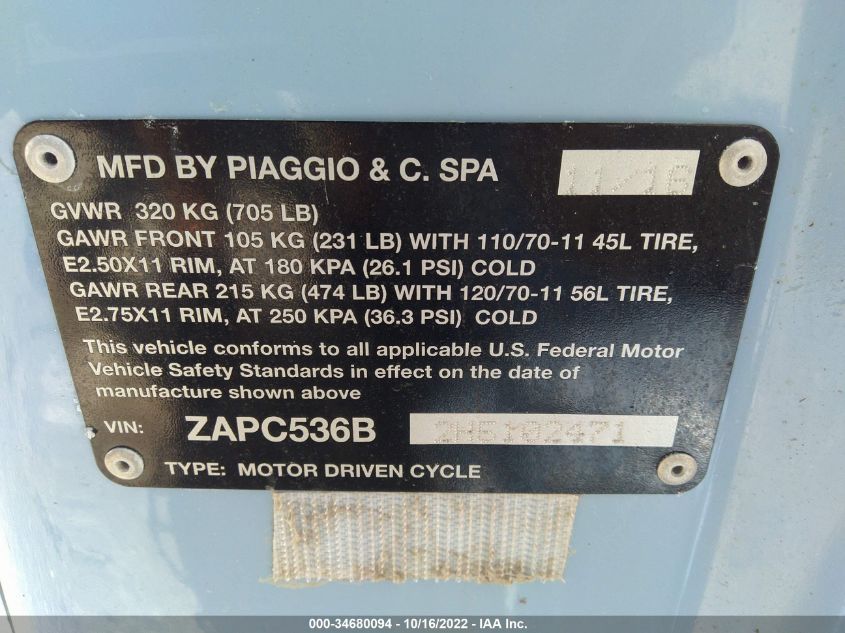 MFD BY PIAGGIO & C. SPA 11/16
GVWR 320 KG (705 LB)
GAWR FRONT 105 KG (231 LB) WITH 110/70-11 45L TIRE,
E2.50X11 RIM, AT 180 KPA (26.1 PSI) COLD
GAWR REAR 215 KG (474 LB) WITH 120/70-11 56L TIRE,
E2.75X11 RIM, AT 250 KPA (36.3 PSI) COLD
This vehicle conforms to all applicable U.S. Federal Motor
Vehicle Safety Standards in effect on the date of
manufacture shown above
VIN: ZAPC536B
TYPE: MOTOR DRIVEN CYCLE
000-34680094 - 10/16/2022 - IAA Inc.